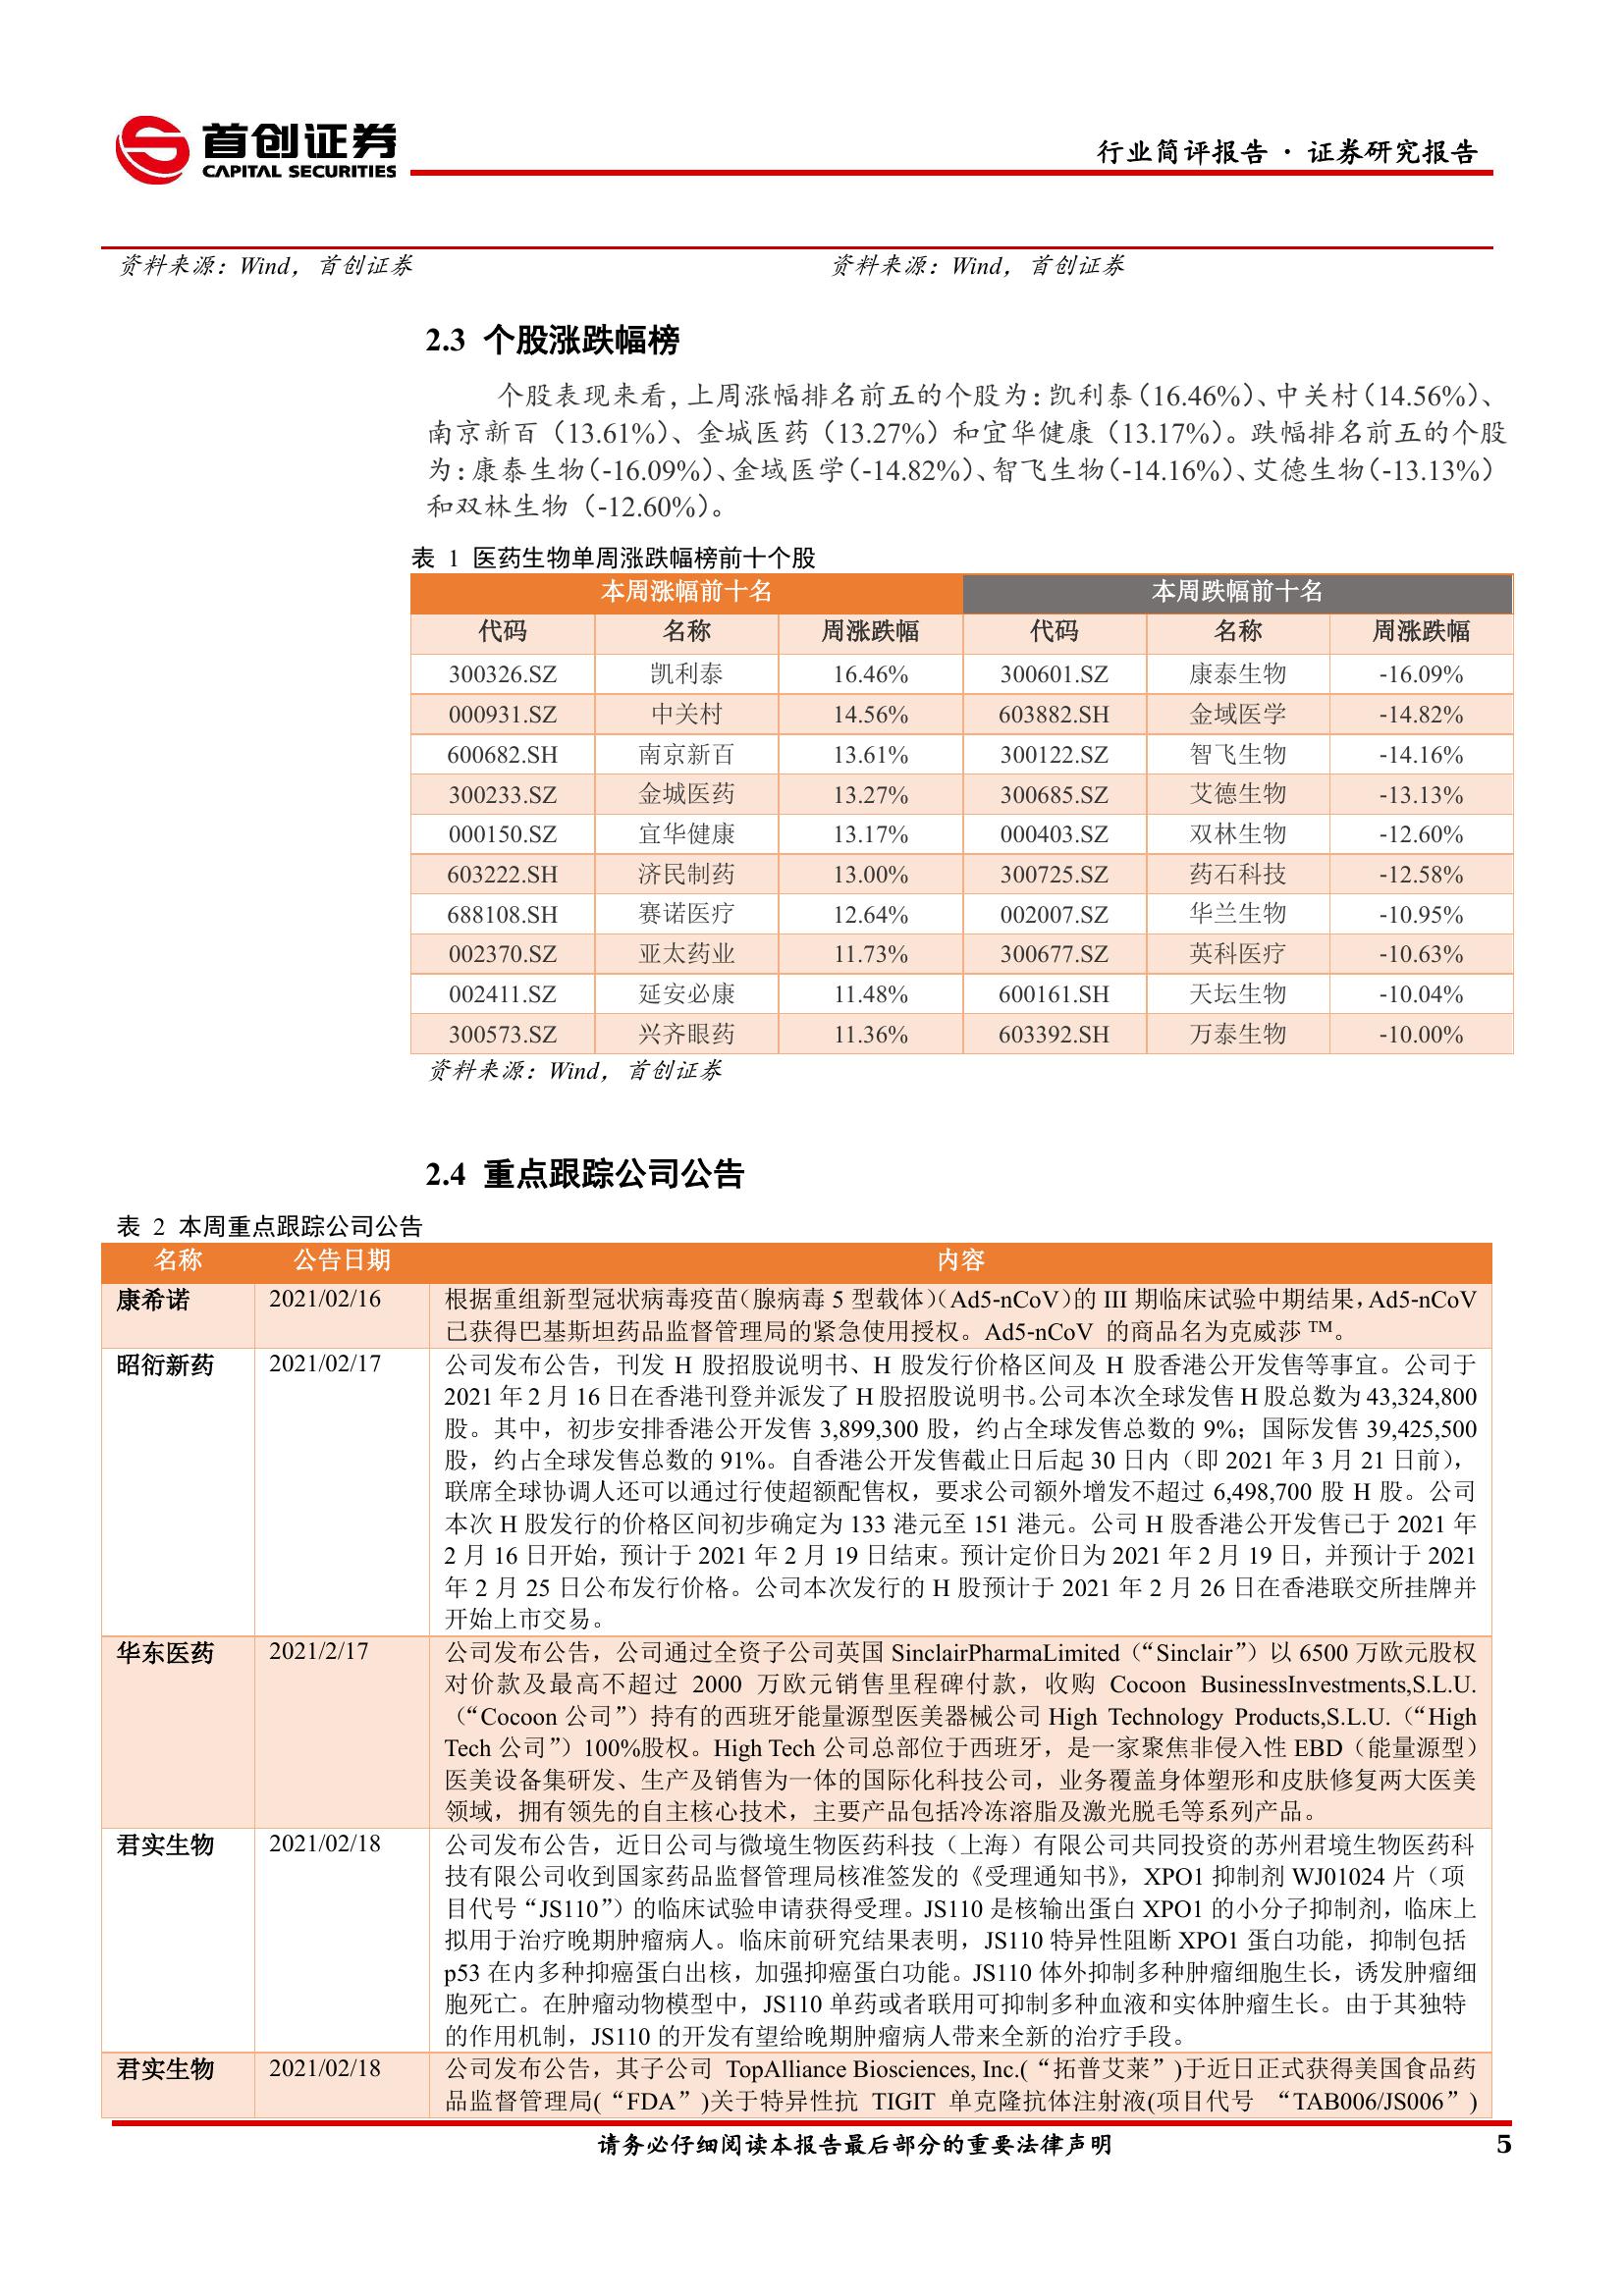 首创证券
CAPITAL SECURITIES
行业简评报告 · 证券研究报告
资料来源：Wind，首创证券
资料来源：Wind，首创证券
2.3 个股涨跌幅榜
个股表现来看，上周涨幅排名前五的个股为：凯利泰（16.46%）、中关村（14.56%）、
南京新百（13.61%）、金城医药（13.27%）和宜华健康（13.17%）。跌幅排名前五的个股
为：康泰生物（-16.09%）、金域医学（-14.82%）、智飞生物（-14.16%）、艾德生物（-13.13%）
和双林生物（-12.60%）。
表 1 医药生物单周涨跌幅榜前十个股
本周涨幅前十名 本周跌幅前十名
代码 名称 周涨跌幅 代码 名称 周涨跌幅
300326.SZ 凯利泰 16.46% 300601.SZ 康泰生物 -16.09%
000931.SZ 中关村 14.56% 603882.SH 金域医学 -14.82%
600682.SH 南京新百 13.61% 300122.SZ 智飞生物 -14.16%
300233.SZ 金城医药 13.27% 300685.SZ 艾德生物 -13.13%
000150.SZ 宜华健康 13.17% 000403.SZ 双林生物 -12.60%
603222.SH 济民制药 13.00% 300725.SZ 药石科技 -12.58%
688108.SH 赛诺医疗 12.64% 002007.SZ 华兰生物 -10.95%
002370.SZ 亚太药业 11.73% 300677.SZ 英科医疗 -10.63%
002411.SZ 延安必康 11.48% 600161.SH 天坛生物 -10.04%
300573.SZ 兴齐眼药 11.36% 603392.SH 万泰生物 -10.00%
资料来源：Wind，首创证券
2.4 重点跟踪公司公告
表 2 本周重点跟踪公司公告
名称 公告日期 内容
康希诺 2021/02/16 根据重组新型冠状病毒疫苗（腺病毒 5 型载体）（Ad5-nCoV）的 III 期临床试验中期结果，Ad5-nCoV
已获得巴基斯坦药品监督管理局的紧急使用授权。Ad5-nCoV 的商品名为克威莎™。
昭衍新药 2021/02/17 公司发布公告，刊发 H 股招股说明书、H 股发行价格区间及 H 股香港公开发售等事宜。公司于
2021 年 2 月 16 日在香港刊登并派发了 H 股招股说明书。公司本次全球发售 H 股总数为 43,324,800
股。其中，初步安排香港公开发售 3,899,300 股，约占全球发售总数的 9%；国际发售 39,425,500
股，约占全球发售总数的 91%。自香港公开发售截止日后起 30 日内（即 2021 年 3 月 21 日前），
联席全球协调人还可以通过行使超额配售权，要求公司额外增发不超过 6,498,700 股 H 股。公司
本次 H 股发行的价格区间初步确定为 133 港元至 151 港元。公司 H 股香港公开发售已于 2021 年
2 月 16 日开始，预计于 2021 年 2 月 19 日结束。预计定价日为 2021 年 2 月 19 日，并预计于 2021
年 2 月 25 日公布发行价格。公司本次发行的 H 股预计于 2021 年 2 月 26 日在香港联交所挂牌并
开始上市交易。
华东医药 2021/2/17 公司发布公告，公司通过全资子公司英国 SinclairPharmaLimited（“Sinclair”）以 6500 万欧元股权
对价款及最高不超过 2000 万欧元销售里程碑付款，收购 Cocoon BusinessInvestments,S.L.U.
（“Cocoon 公司”）持有的西班牙能量源型医美器械公司 High Technology Products,S.L.U.（“High
Tech 公司”）100%股权。High Tech 公司总部位于西班牙，是一家聚焦非侵入性 EBD（能量源型）
医美设备集研发、生产及销售为一体的国际化科技公司，业务覆盖身体塑形和皮肤修复两大医美
领域，拥有领先的自主核心技术，主要产品包括冷冻溶脂及激光脱毛等系列产品。
君实生物 2021/02/18 公司发布公告，近日公司与微境生物医药科技（上海）有限公司共同投资的苏州君境生物医药科
技有限公司收到国家药品监督管理局核准签发的《受理通知书》，XPO1 抑制剂 WJ01024 片（项
目代号“JS110”）的临床试验申请获得受理。JS110 是核输出蛋白 XPO1 的小分子抑制剂，临床上
拟用于治疗晚期肿瘤病人。临床前研究结果表明，JS110 特异性阻断 XPO1 蛋白功能，抑制包括
p53 在内多种抑癌蛋白出核，加强抑癌蛋白功能。JS110 体外抑制多种肿瘤细胞生长，诱发肿瘤细
胞死亡。在肿瘤动物模型中，JS110 单药或者联用可抑制多种血液和实体肿瘤生长。由于其独特
的作用机制，JS110 的开发有望给晚期肿瘤病人带来全新的治疗手段。
君实生物 2021/02/18 公司发布公告，其子公司 TopAlliance Biosciences, Inc.(“拓普艾莱”)于近日正式获得美国食品药
品监督管理局(“FDA”)关于特异性抗 TIGIT 单克隆抗体注射液(项目代号 “TAB006/JS006”)
请务必仔细阅读本报告最后部分的重要法律声明 5